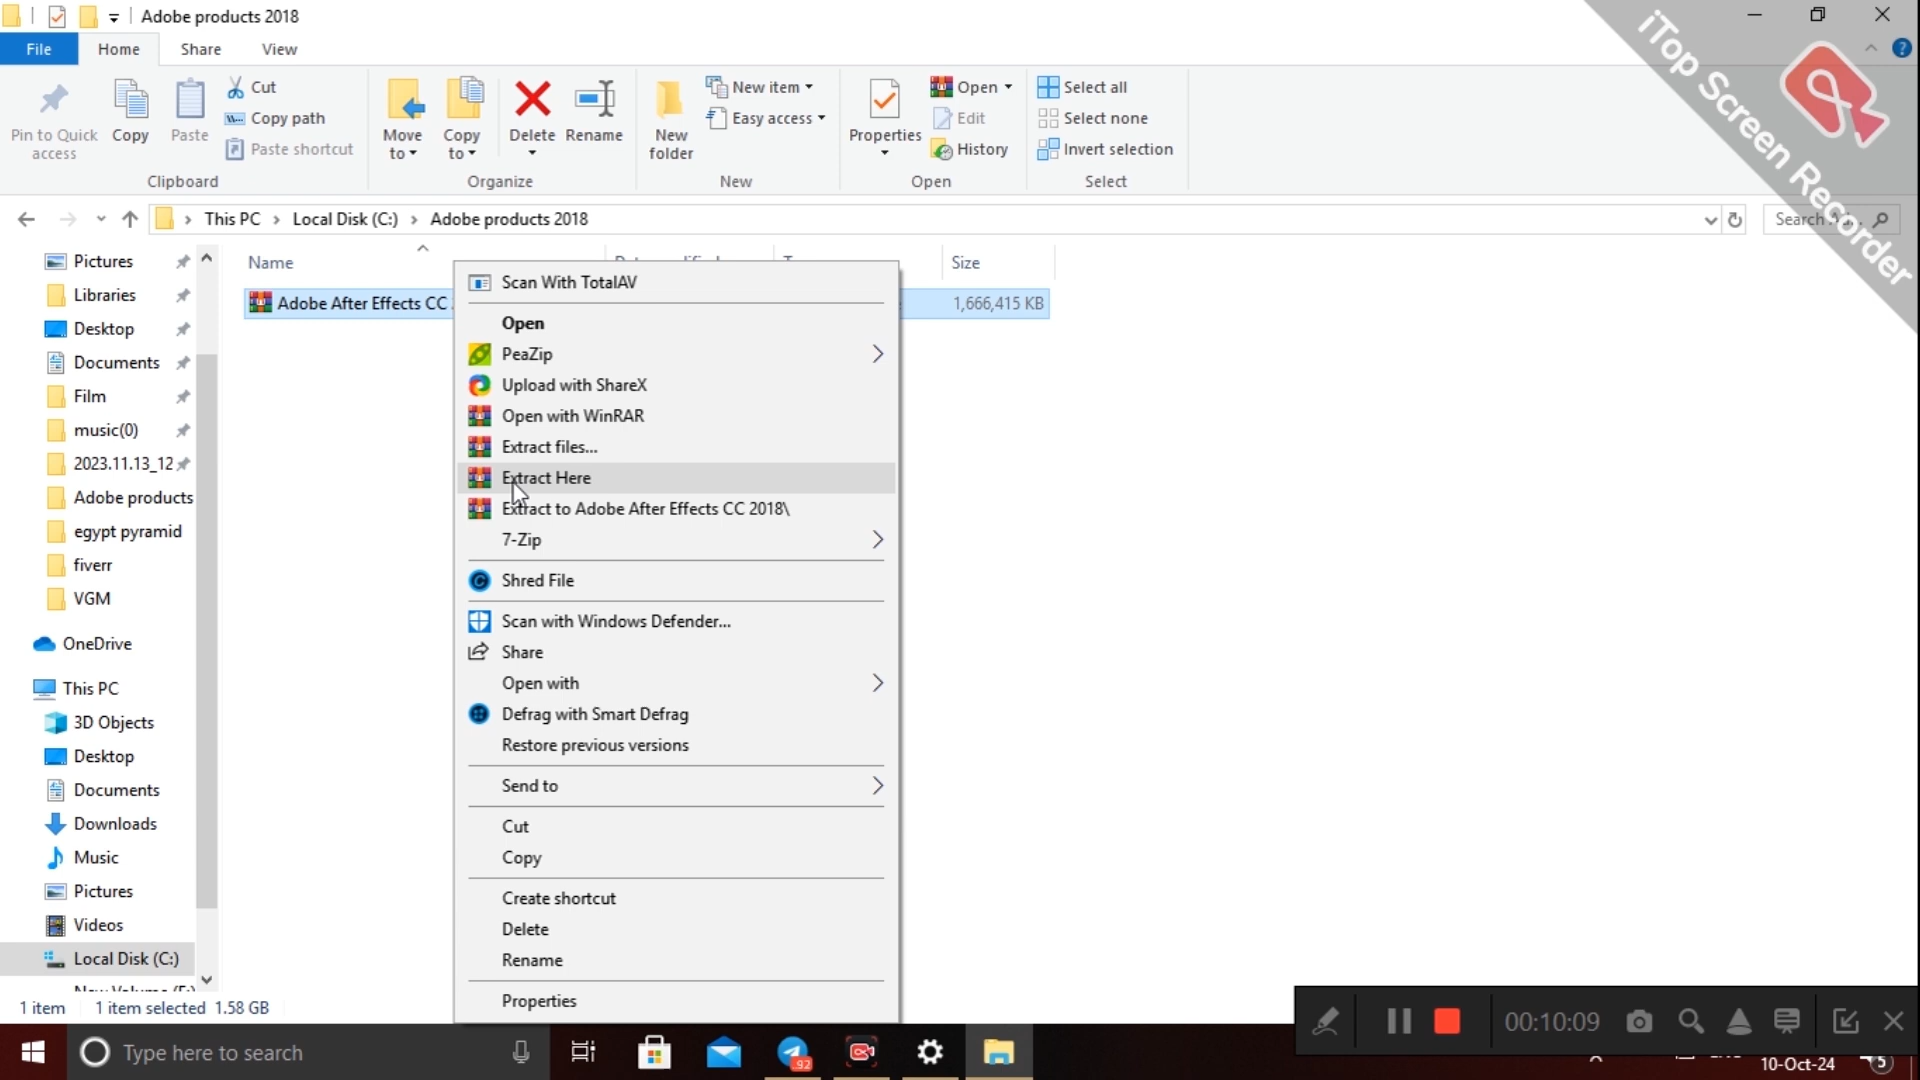 Adobe products 2018
File
Home
Share
View
Pin to Quick access
Copy
Paste
Cut
Copy path
Paste shortcut
Clipboard
Move to
Copy to
Delete
Rename
Organize
New folder
New item
Easy access
New
Properties
Open
Edit
History
Open
Select all
Select none
Invert selection
Select
iTop Screen Recorder
This PC
Local Disk (C:)
Adobe products 2018
Search
Name
Size
Adobe After Effects CC
1,666,415 KB
Pictures
Libraries
Desktop
Documents
Film
music(0)
2023.11.13_12
Adobe products
egypt pyramid
fiverr
VGM
OneDrive
This PC
3D Objects
Desktop
Documents
Downloads
Music
Pictures
Videos
Local Disk (C:)
Scan With TotalAV
Open
PeaZip
Upload with ShareX
Open with WinRAR
Extract files...
Extract Here
Extract to Adobe After Effects CC 2018\
7-Zip
Shred File
Scan with Windows Defender...
Share
Open with
Defrag with Smart Defrag
Restore previous versions
Send to
Cut
Copy
Create shortcut
Delete
Rename
Properties
1 item
1 item selected 1.58 GB
00:10:09
Type here to search
92
10-Oct-24
5